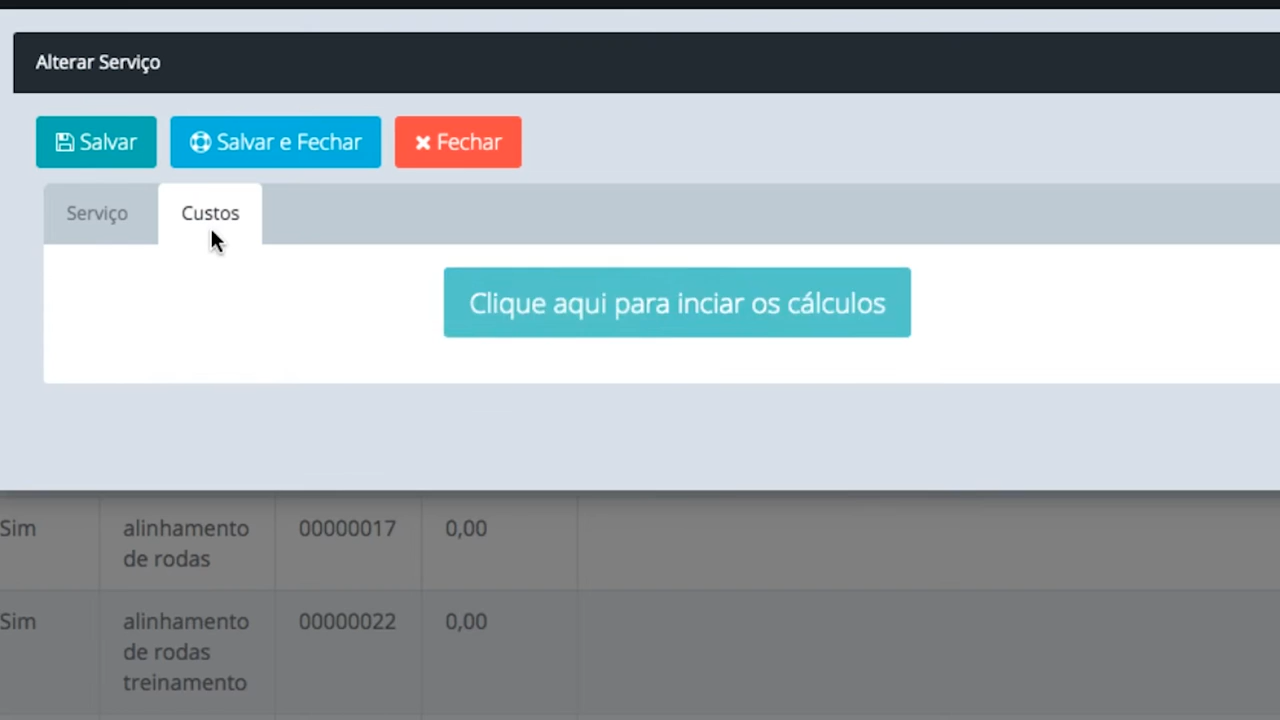 Alterar Serviço
Salvar
Salvar e Fechar
Fechar
Serviço
Custos
Clique aqui para inciar os cálculos
Sim
alinhamento
de rodas
00000017
0,00
Sim
alinhamento
de rodas
treinamento
00000022
0,00